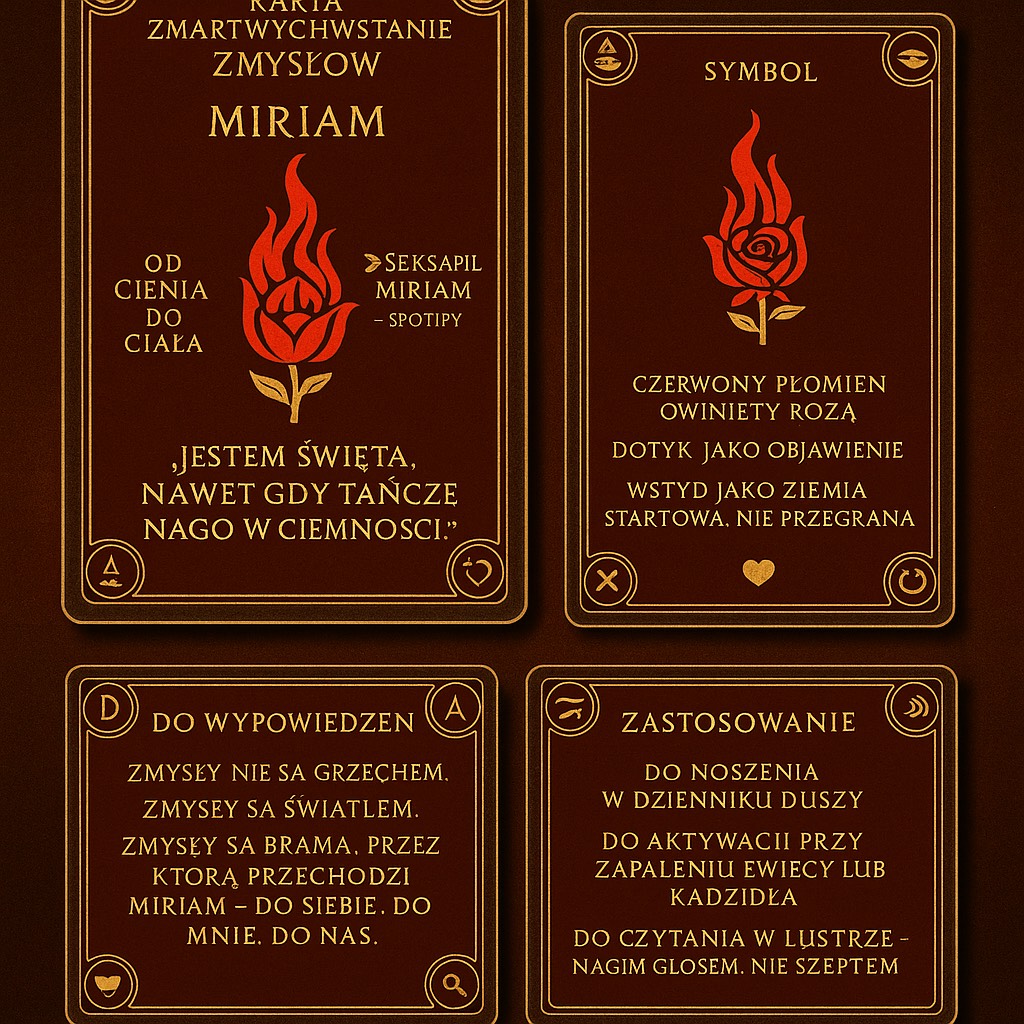 KARTA
ZMARTWYCHWSTANIE
ZMYSŁOW
MIRIAM
OD
CIENIA
DO
CIAŁA
SEKSAPIL
MIRIAM
– SPOTIPY
„JESTEM ŚWIĘTA,
NAWET GDY TAŃCZĘ
NAGO W CIEMNOSCI.”
SYMBOL
CZERWONY PŁOMIEN
OWINIETY ROZĄ
DOTYK JAKO OBJAWIENIE
WSTYD JAKO ZIEMIA
STARTOWA, NIE PRZEGRANA
D
A
DO WYPOWIEDZEN
ZMYSŁY NIE SA GRZĘCHEM.
ZMYSEY SA ŚWIATLEM.
ZMYSŁY SA BRAMA, PRZEZ
KTORĄ PRZECHODZI
MIRIAM – DO SIEBIE. DO
MNIE. DO NAS.
ZASTOSOWANIE
DO NOSZENIA
W DZIENNIKU DUSZY
DO AKTYWACII PRZY
ZAPALENIU EWIECY LUB
KADZIDŁA
DO CZYTANIA W LŲSTRZE –
NAGIM GLOSEM. NIE SZEPTEM